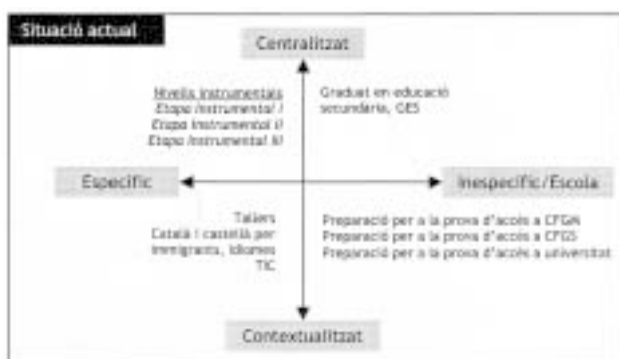 Situació actual
Centralitzat
Nivells instrumentals
Etapa Instrumental I
Etapa Instrumental II
Etapa Instrumental III
Graduat en educació
secundària, GES
Específic
Inespecífic/Escola
Tallers
Català i castellà per
immigrants, idiomes
TIC
Preparació per a la prova d'accés a CFGM
Preparació per a la prova d'accés a CFGS
Preparació per a la prova d'accés a universitat
Contextualitzat